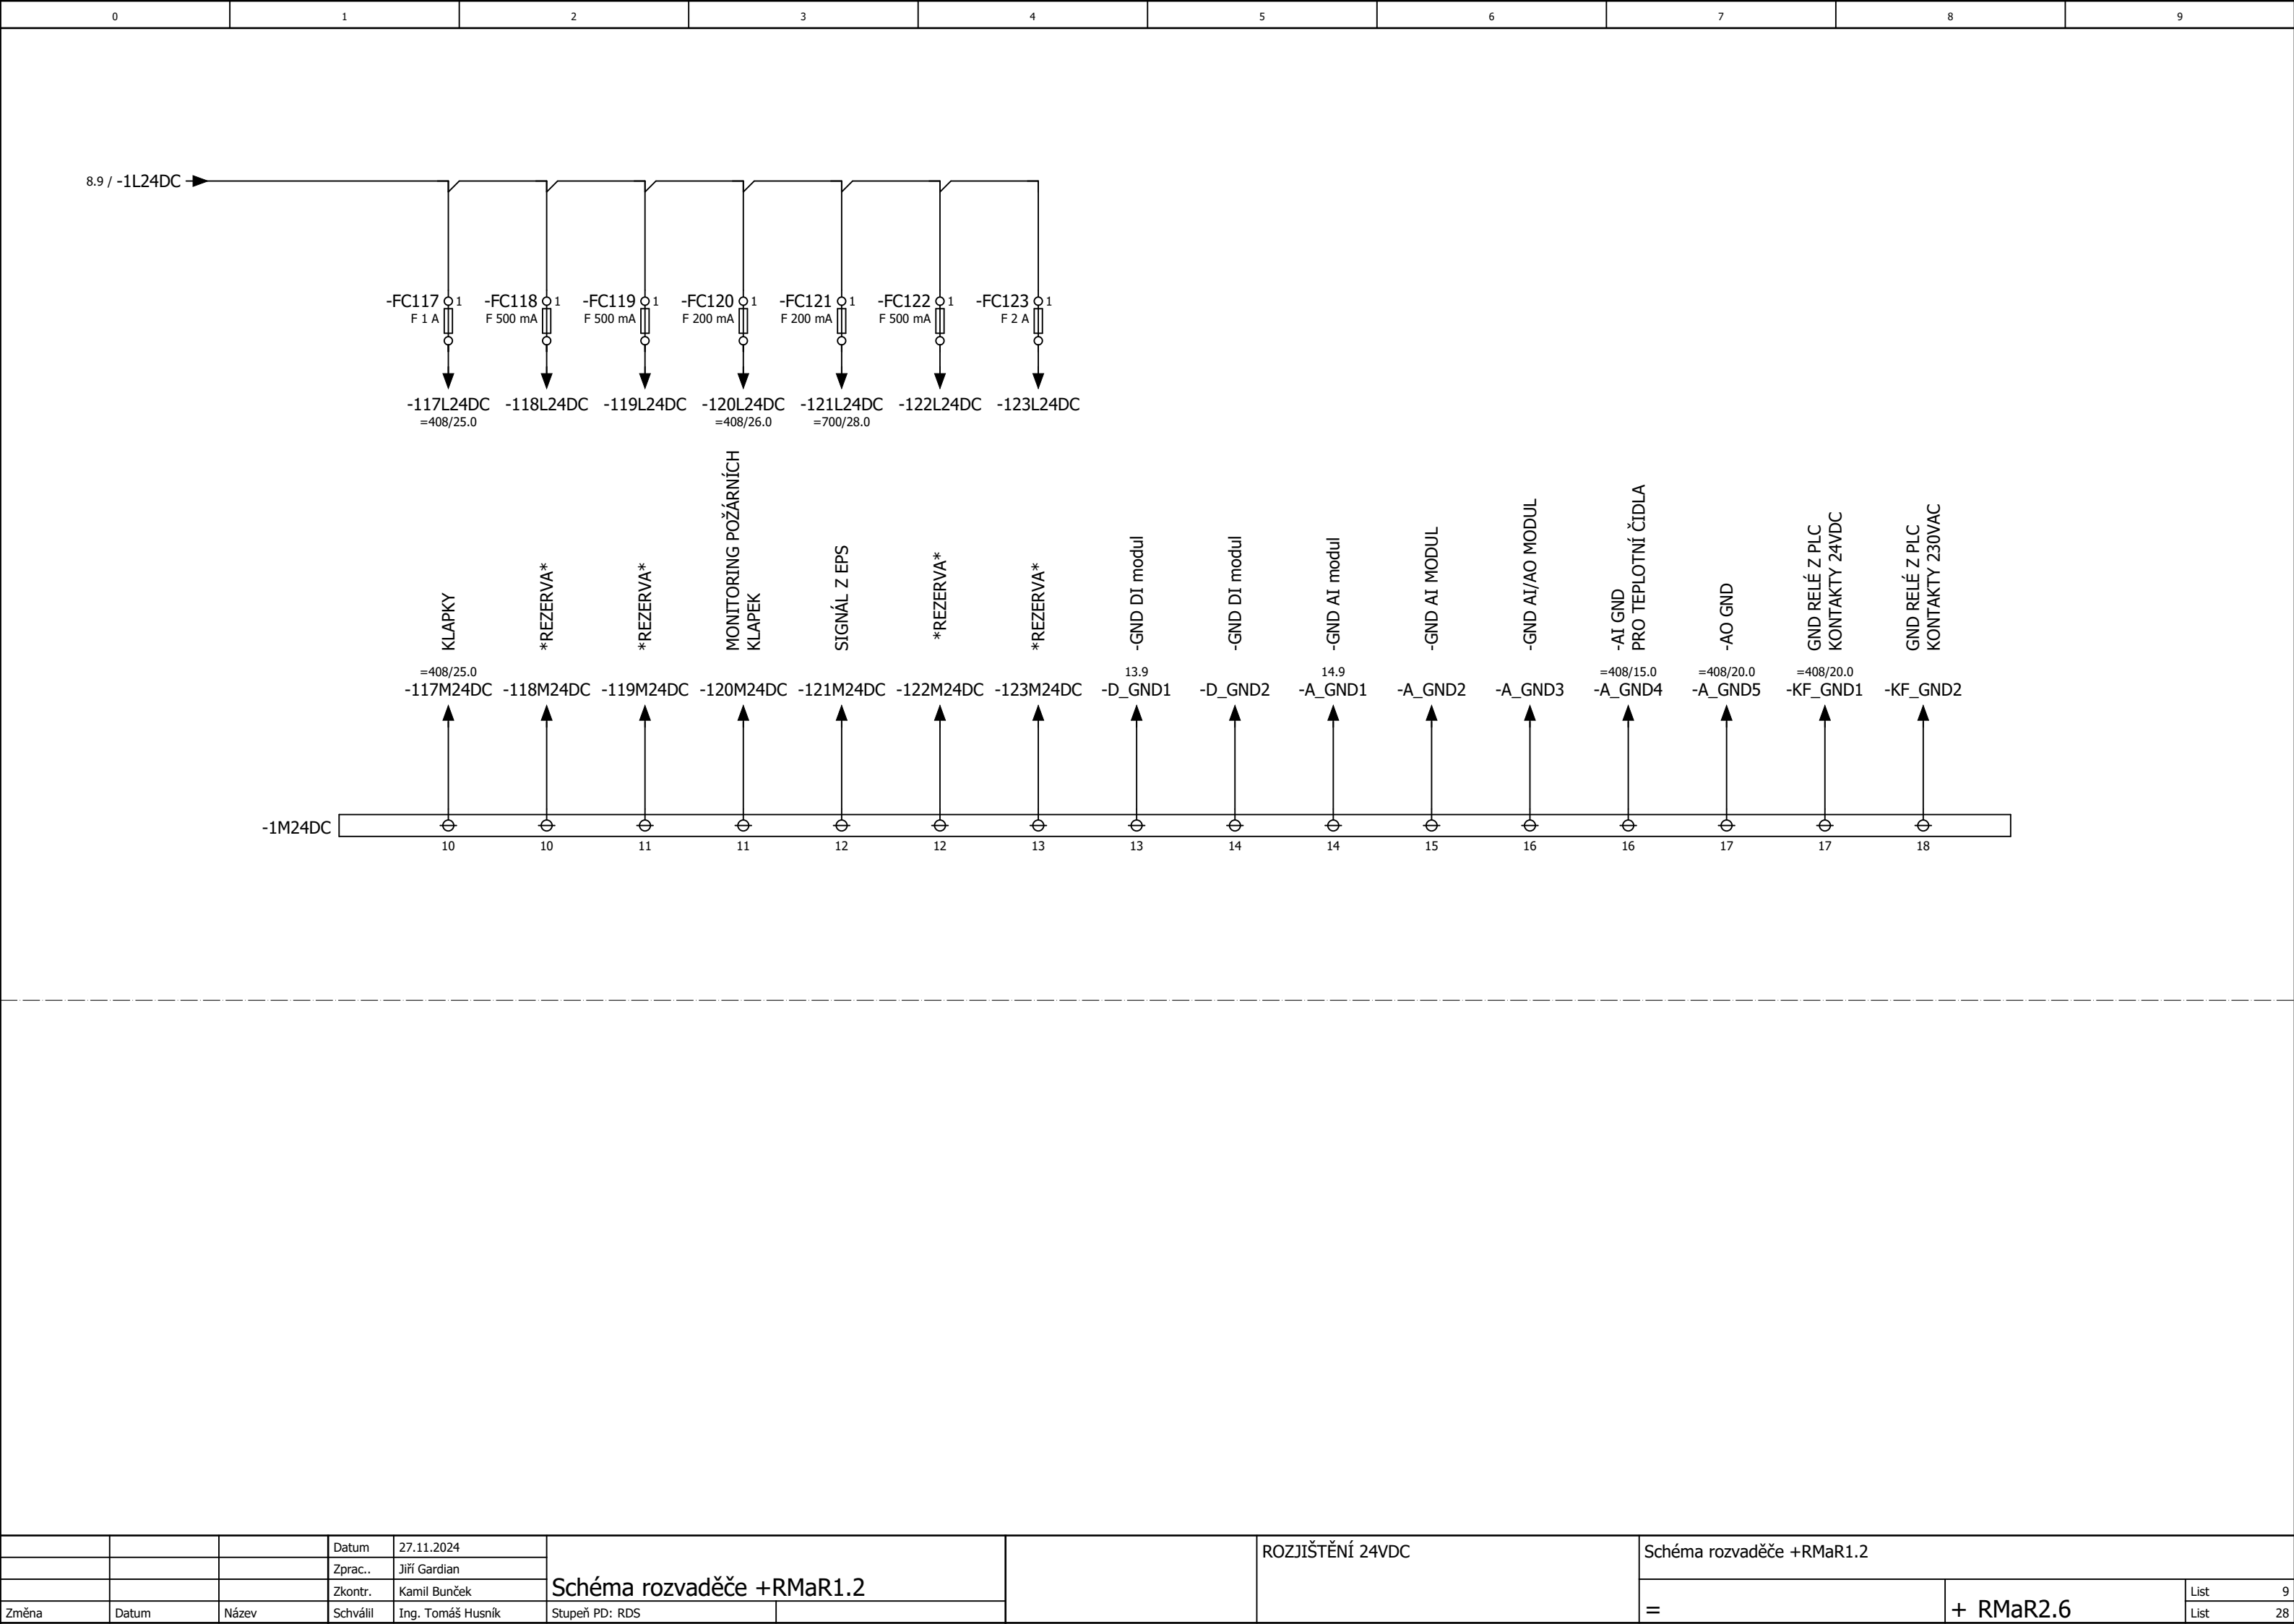 0 1 2 3 4 5 6 7 8 9
8.9 / -1L24DC
-FC117 1 -FC118 1 -FC119 1 -FC120 1 -FC121 1 -FC122 1 -FC123 1
F 1 A F 500 mA F 500 mA F 200 mA F 200 mA F 500 mA F 2 A
-117L24DC -118L24DC -119L24DC -120L24DC -121L24DC -122L24DC -123L24DC
=408/25.0 =408/26.0 =700/28.0
KLAPKY
*REZERVA*
*REZERVA*
MONITORING POŽÁRNÍCH
KLAPEK
SIGNÁL Z EPS
*REZERVA*
*REZERVA*
-GND DI modul
-GND DI modul
-GND AI modul
-GND AI MODUL
-GND AI/AO MODUL
-AI GND
PRO TEPLOTNÍ ČIDLA
-AO GND
GND RELÉ Z PLC
KONTAKTY 24VDC
GND RELÉ Z PLC
KONTAKTY 230VAC
=408/25.0 13.9 14.9 =408/15.0 =408/20.0 =408/20.0
-117M24DC -118M24DC -119M24DC -120M24DC -121M24DC -122M24DC -123M24DC -D_GND1 -D_GND2 -A_GND1 -A_GND2 -A_GND3 -A_GND4 -A_GND5 -KF_GND1 -KF_GND2
-1M24DC
10 10 11 11 12 12 13 13 14 14 15 16 16 17 17 18
Datum 27.11.2024
Zprac.. Jiří Gardian
Zkontr. Kamil Bunček
Změna Datum Název Schválil Ing. Tomáš Husník
Schéma rozvaděče +RMaR1.2
Stupeň PD: RDS
ROZJIŠTĚNÍ 24VDC
Schéma rozvaděče +RMaR1.2
= + RMaR2.6
List 9
List 28